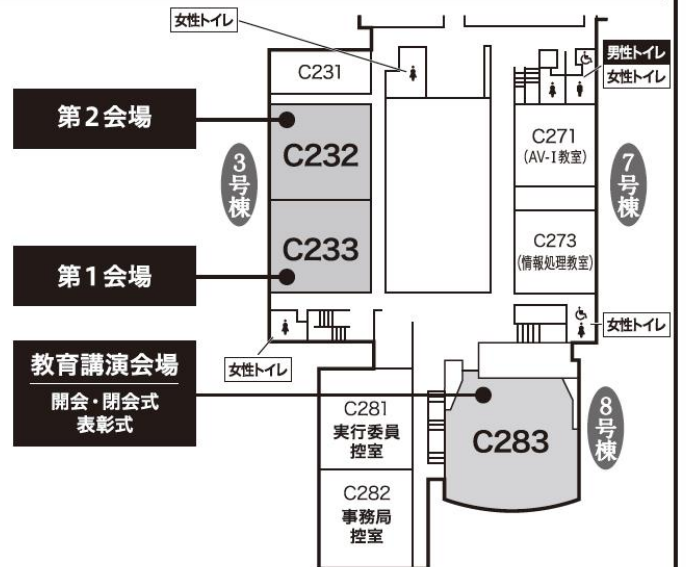 女性トイレ
C231
男性トイレ
女性トイレ
第2会場
C232
3号棟
C271
(AV-I教室)
7号棟
第1会場
C233
C273
(情報処理教室)
女性トイレ
女性トイレ
教育講演会場
開会・閉会式
表彰式
C281
実行委員
控室
C283
8号棟
C282
事務局
控室